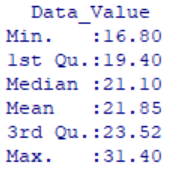 Data_Value
Min.   :16.80
1st Qu.:19.40
Median :21.10
Mean   :21.85
3rd Qu.:23.52
Max.   :31.40